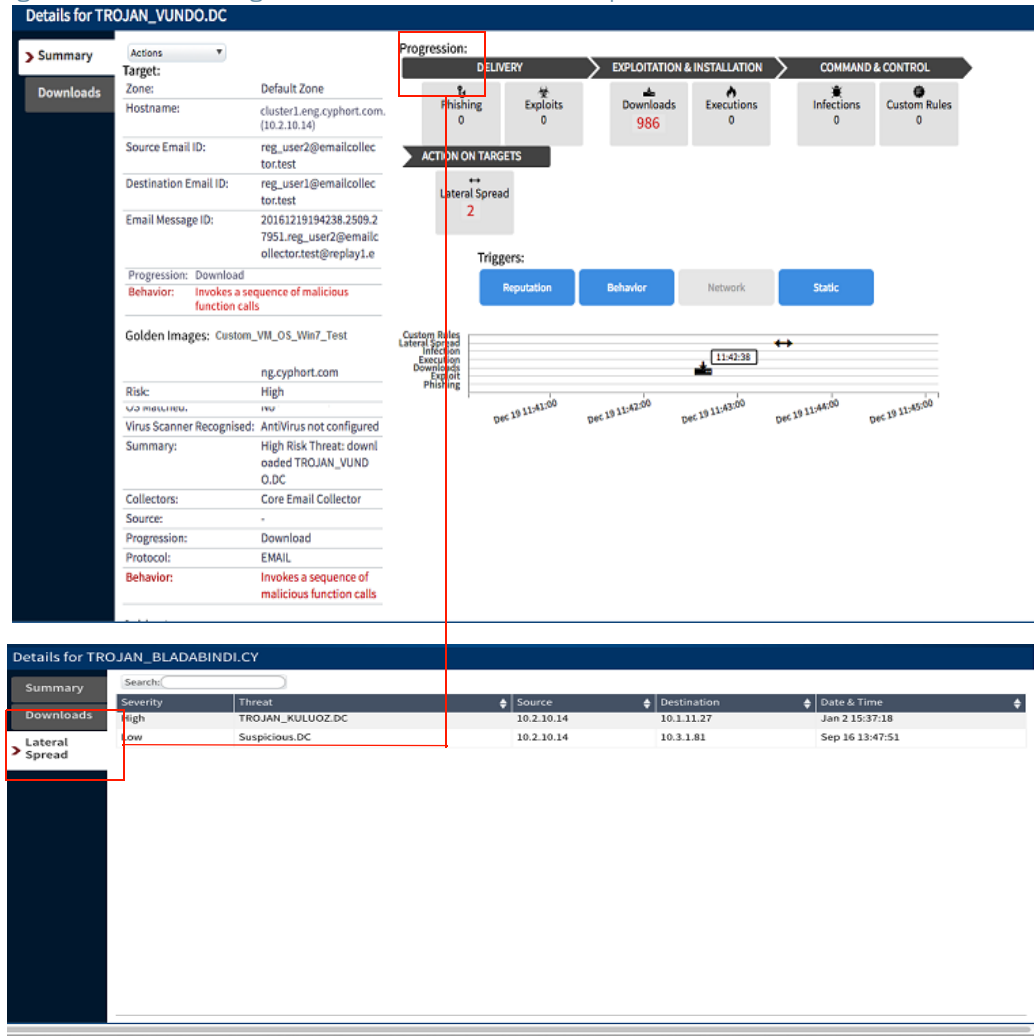 Details for TROJAN_VUNDO.DC
Summary
Downloads
Actions
Target:
Zone: Default Zone
Hostname: cluster1.eng.cyphort.com.
(10.2.10.14)
Source Email ID: reg_user2@emailcollec
tor.test
Destination Email ID: reg_user1@emailcollec
tor.test
Email Message ID: 20161219194238.2509.2
7951.reg_user2@emailc
ollector.test@replay1.e
Progression: Download
Behavior: Invokes a sequence of malicious
function calls
Golden Images: Custom_VM_OS_Win7_Test
ng.cyphort.com
Risk: High
OS Matched: No
Virus Scanner Recognised: AntiVirus not configured
Summary: High Risk Threat: downl
oaded TROJAN_VUND
O.DC
Collectors: Core Email Collector
Source: -
Progression: Download
Protocol: EMAIL
Behavior: Invokes a sequence of
malicious function calls
Progression:
DELIVERY EXPLOITATION & INSTALLATION COMMAND & CONTROL
Phishing Exploits Downloads Executions Infections Custom Rules
0 0 986 0 0 0
ACTION ON TARGETS
Lateral Spread
2
Triggers:
Reputation Behavior Network Static
Custom Rules
Lateral Spread
Infection
Execution
Downloads
Exploit
Phishing
11:42:38
Dec 19 11:41:00 Dec 19 11:42:00 Dec 19 11:43:00 Dec 19 11:44:00 Dec 19 11:45:00
Details for TROJAN_BLADABINDI.CY
Summary
Downloads
Lateral
Spread
Search:
Severity Threat Source Destination Date & Time
High TROJAN_KULUOZ.DC 10.2.10.14 10.1.11.27 Jan 2 15:37:18
Low Suspicious.DC 10.2.10.14 10.3.1.81 Sep 16 13:47:51